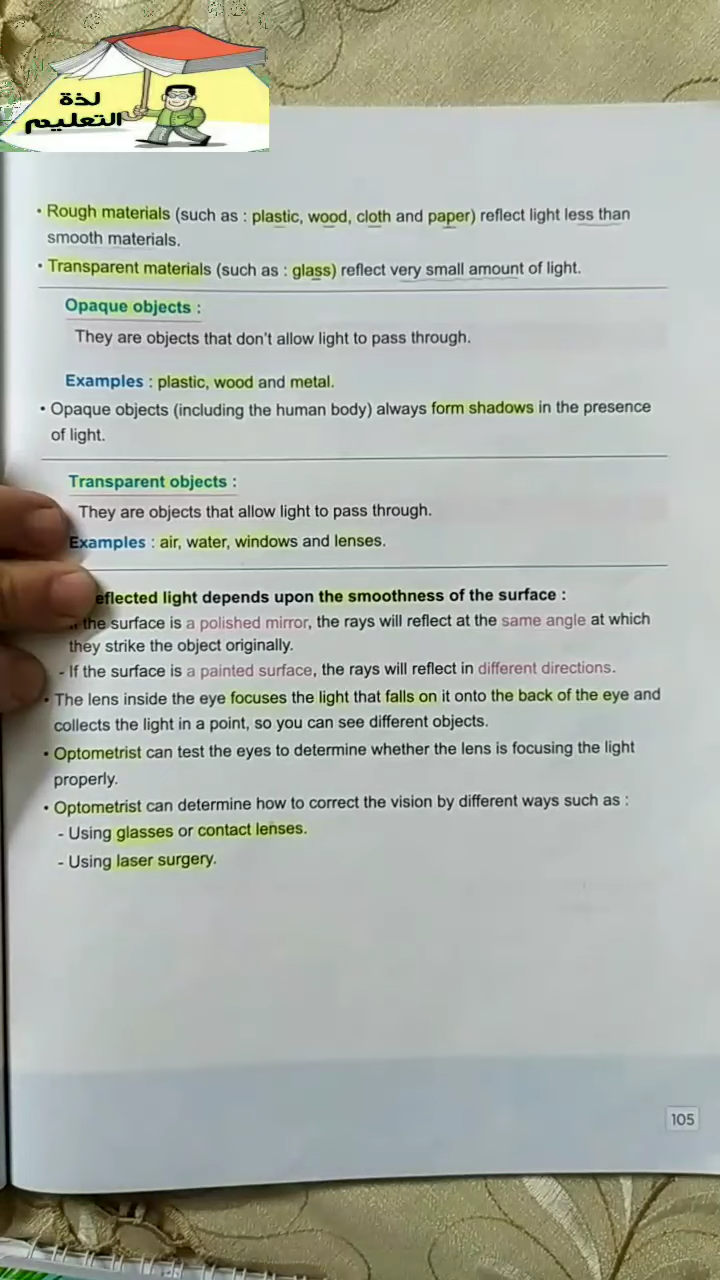 لذة
التعليم
• Rough materials (such as : plastic, wood, cloth and paper) reflect light less than
smooth materials.
• Transparent materials (such as : glass) reflect very small amount of light.
Opaque objects :
They are objects that don't allow light to pass through.
Examples : plastic, wood and metal.
• Opaque objects (including the human body) always form shadows in the presence
of light.
Transparent objects :
They are objects that allow light to pass through.
Examples : air, water, windows and lenses.
eflected light depends upon the smoothness of the surface :
the surface is a polished mirror, the rays will reflect at the same angle at which
they strike the object originally.
- If the surface is a painted surface, the rays will reflect in different directions.
• The lens inside the eye focuses the light that falls on it onto the back of the eye and
collects the light in a point, so you can see different objects.
• Optometrist can test the eyes to determine whether the lens is focusing the light
properly.
• Optometrist can determine how to correct the vision by different ways such as :
- Using glasses or contact lenses.
- Using laser surgery.
105